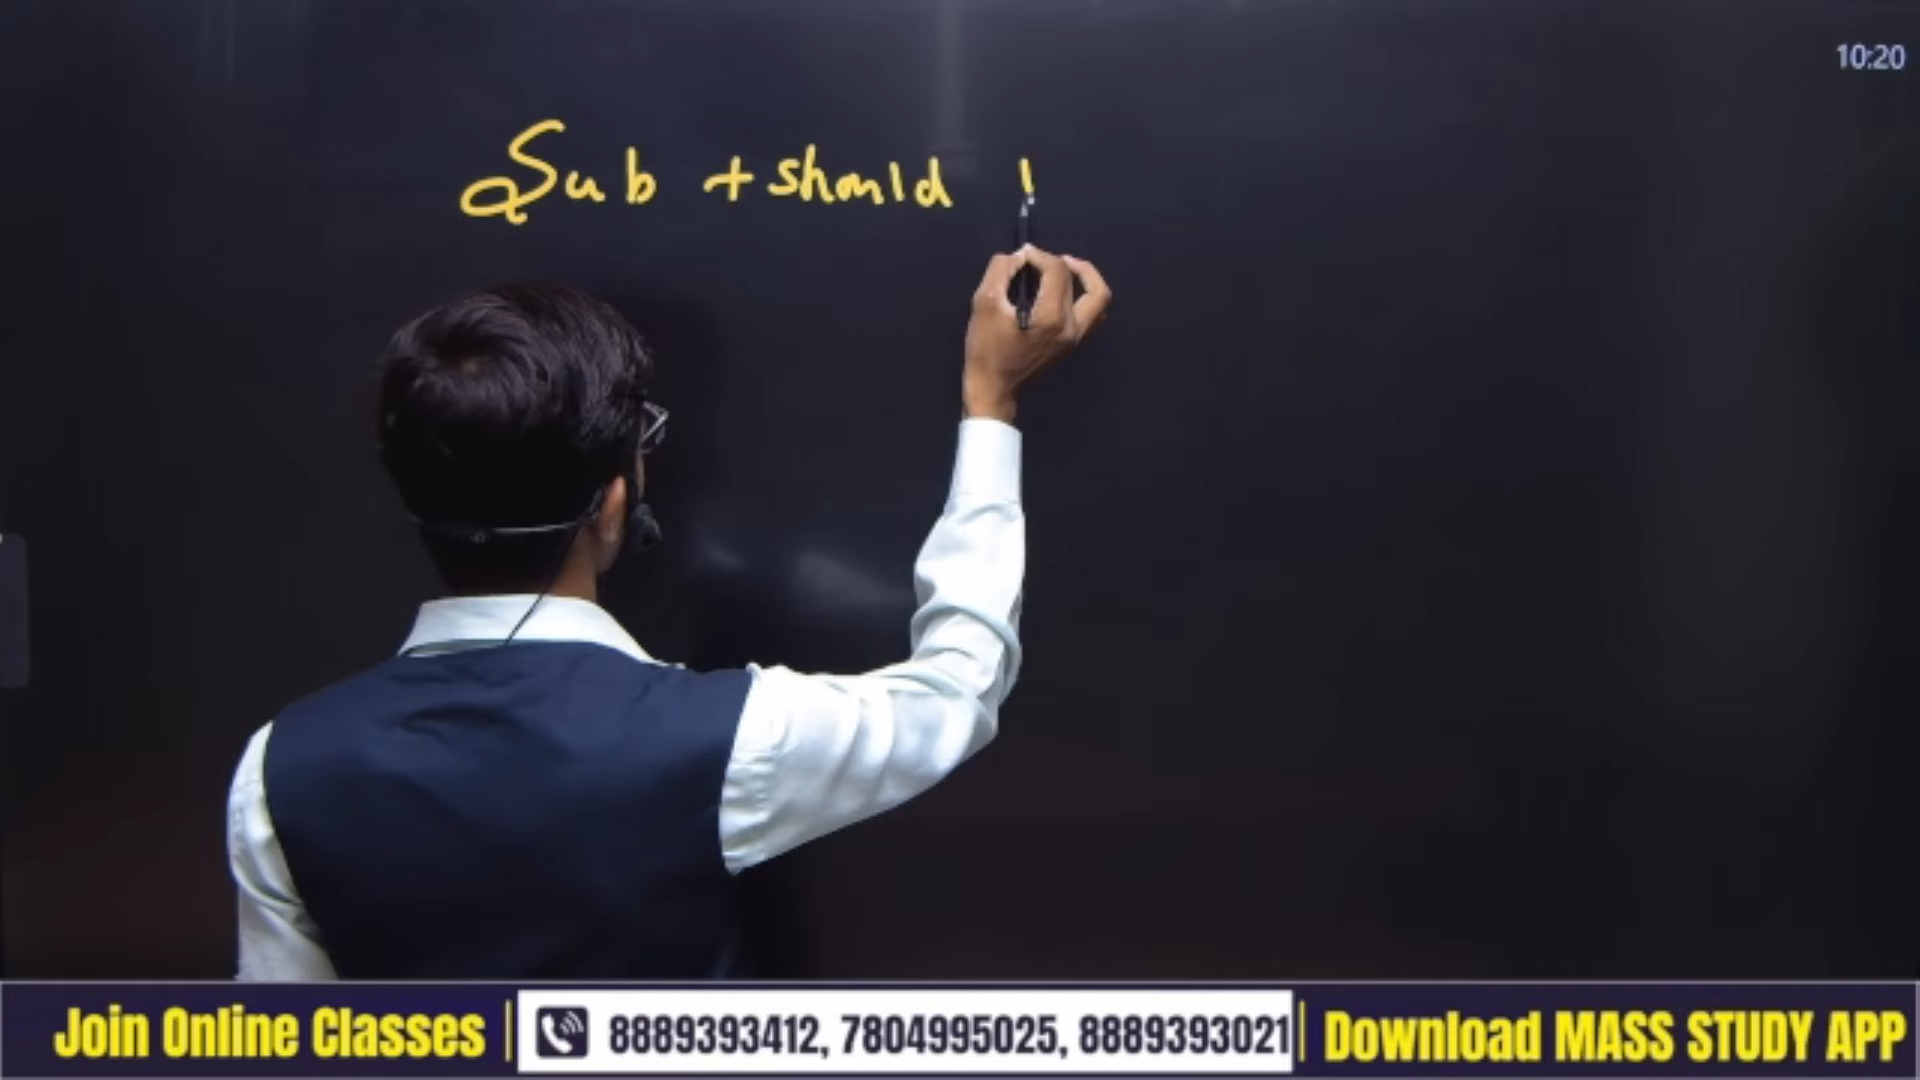 10:20
Sub + should
Join Online Classes | 8889393412, 7804995025, 8889393021 | Download MASS STUDY APP